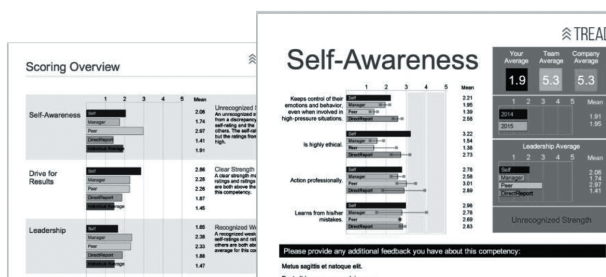 Scoring Overview
1 2 3 4 5 Mean
Self-Awareness
Self 2.08
Manager 1.74
Peer 2.97
DirectReport 1.41
Individual Average 1.91
Unrecognized S
An unrecognized
from a discrepancy
self-rating and the
others. The self-rat
but the ratings from
high.
Drive for
Results
Self 2.86
Manager 2.26
Peer 2.26
DirectReport 1.87
Individual Average 1.45
Clear Strength
A clear strength
ratings and ratings
are both above the
this competency.
Leadership
Self 1.65
Manager 2.38
Peer 2.33
DirectReport 1.88
Individual Average 1.47
Recognized We
A recognized weak
self-ratings and rat
others are both
average for this co
TREAD
Self-Awareness
1 2 3 4 5 Mean
Keeps control of their
emotions and behavior,
even when involved in
high-pressure situations.
Self 2.21
Manager 1.95
Peer 1.39
DirectReport 2.56
Is highly ethical.
Self 3.22
Manager 1.54
Peer 1.38
DirectReport 2.73
Action professionally.
Self 2.78
Manager 2.56
Peer 3.01
DirectReport 2.89
Learns from his/her
mistakes.
Self 2.98
Manager 2.78
Peer 2.69
DirectReport 2.63
Your
Average
Team
Average
Company
Average
1.9 5.3 5.3
1 2 3 4 5 Mean
2014 1.91
2015 1.95
Leadership Average
1 2 3 4 5 Mean
Self 2.08
Manager 1.74
Peer 2.97
DirectReport 1.41
Unrecognized Strength
Please provide any additional feedback you have about this competency:
Metus sagittis et natoque elit.